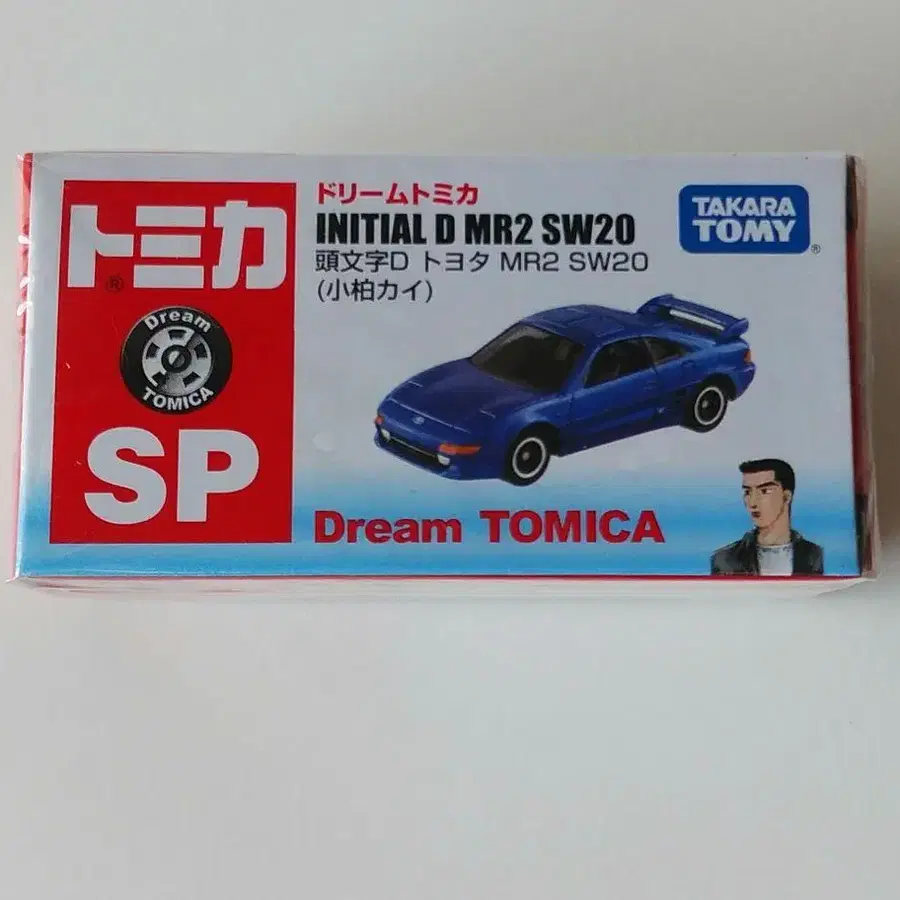 トミカ®
Dream
TOMICA
SP
ドリームトミカ
INITIAL D MR2 SW20
頭文字D トヨタ MR2 SW20
(小柏カイ)
Dream TOMICA
TAKARA
TOMY®